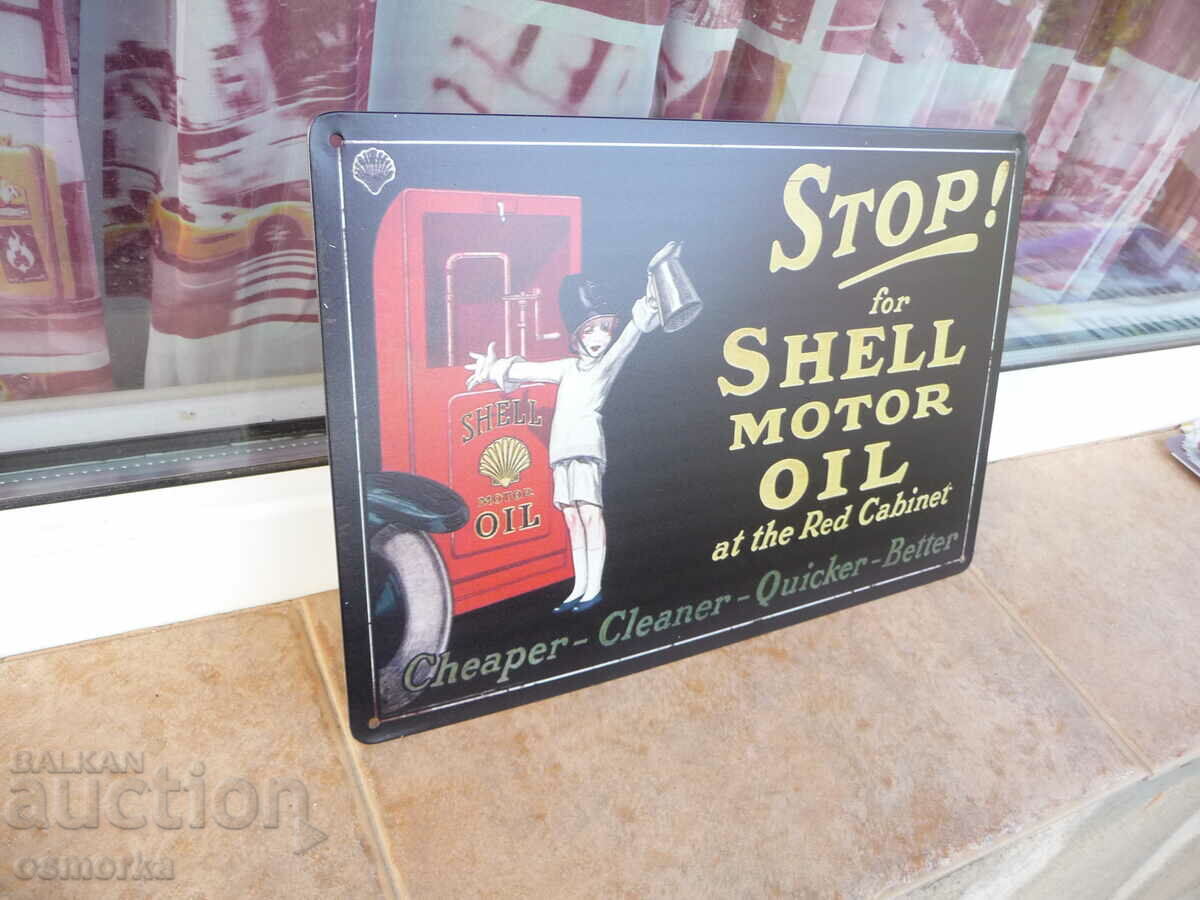 STOP!
for
SHELL
MOTOR
OIL
at the Red Cabinet
SHELL
MOTOR
OIL
Cheaper - Cleaner - Quicker - Better
BALKAN
auction
osmorka